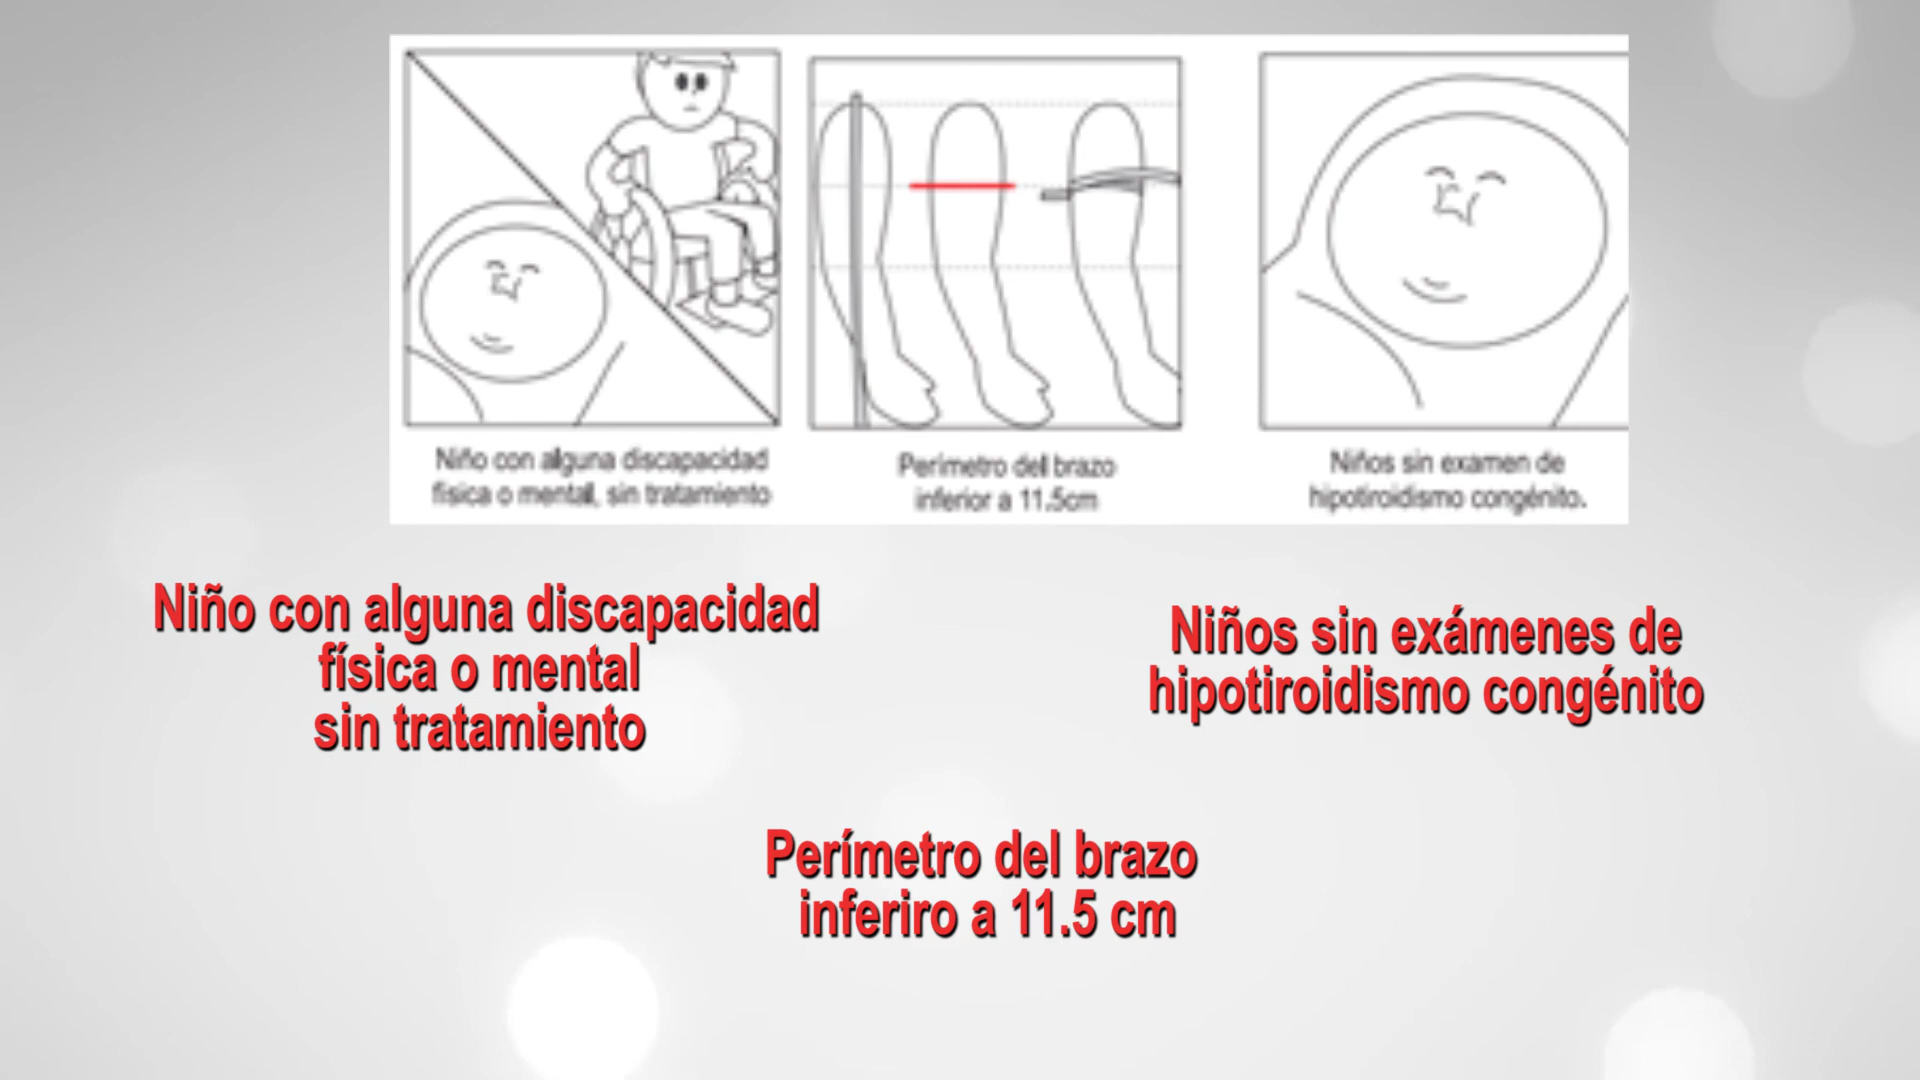 Niño con alguna discapacidad
física o mental, sin tratamiento
Perímetro del brazo
inferior a 11.5cm
Niños sin examen de
hipotiroidismo congénito.
Niño con alguna discapacidad
física o mental
sin tratamiento
Niños sin exámenes de
hipotiroidismo congénito
Perímetro del brazo
inferiro a 11.5 cm